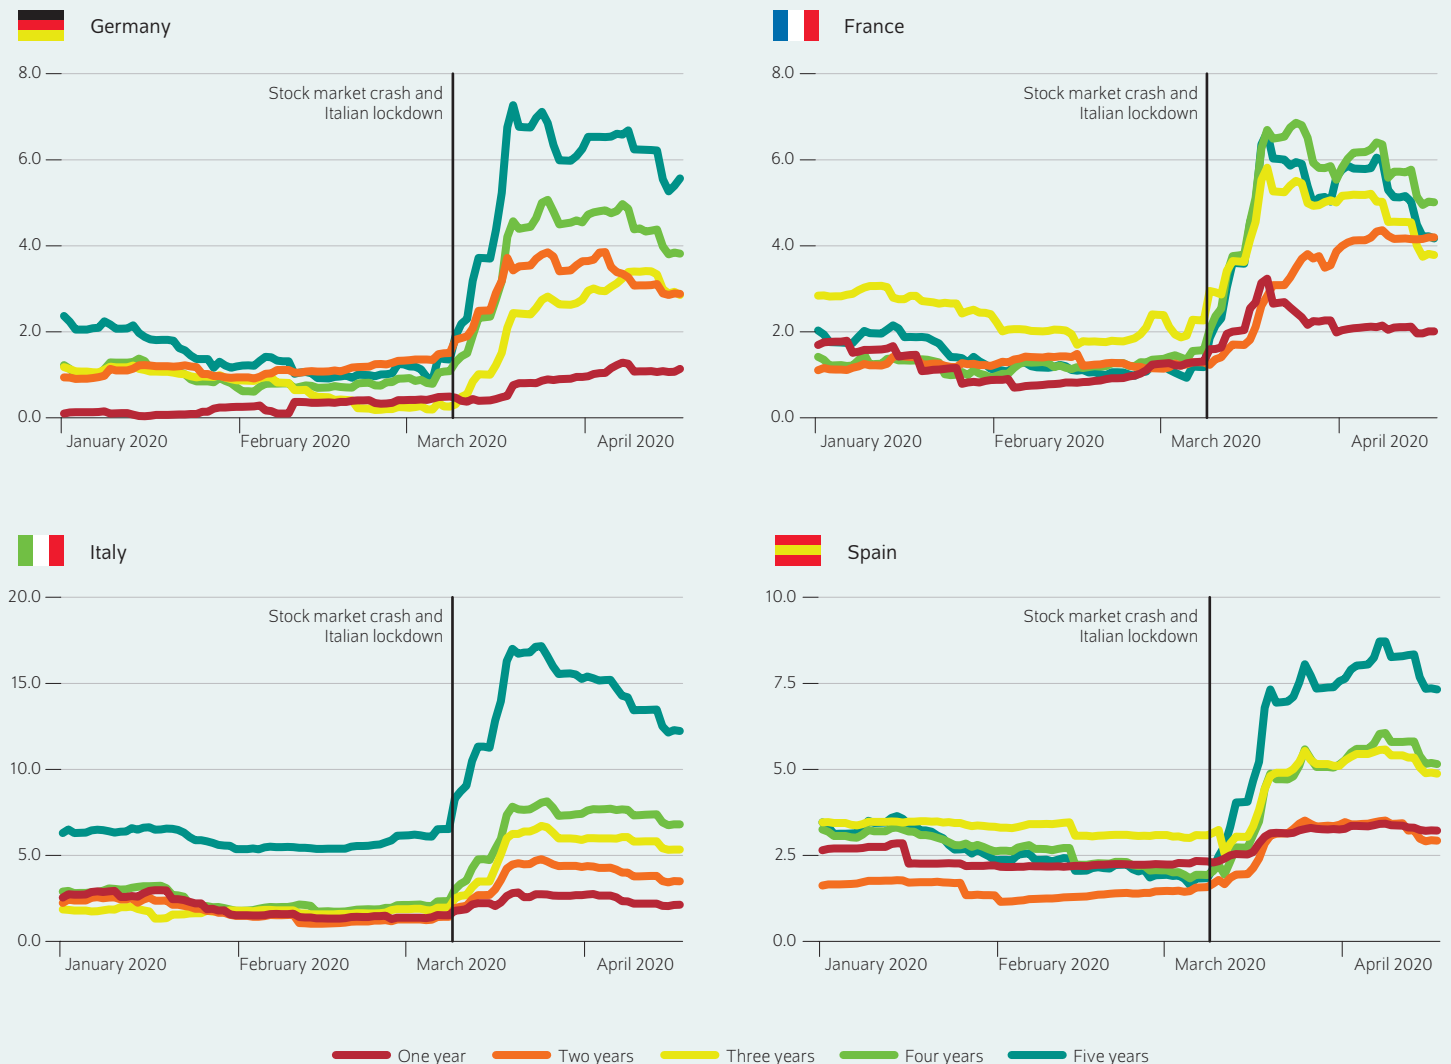 Germany
8.0
6.0
4.0
2.0
0.0
Stock market crash and
Italian lockdown
January 2020
February 2020
March 2020
April 2020
France
8.0
6.0
4.0
2.0
0.0
Stock market crash and
Italian lockdown
January 2020
February 2020
March 2020
April 2020
Italy
20.0
15.0
10.0
5.0
0.0
Stock market crash and
Italian lockdown
January 2020
February 2020
March 2020
April 2020
Spain
10.0
7.5
5.0
2.5
0.0
Stock market crash and
Italian lockdown
January 2020
February 2020
March 2020
April 2020
One year
Two years
Three years
Four years
Five years